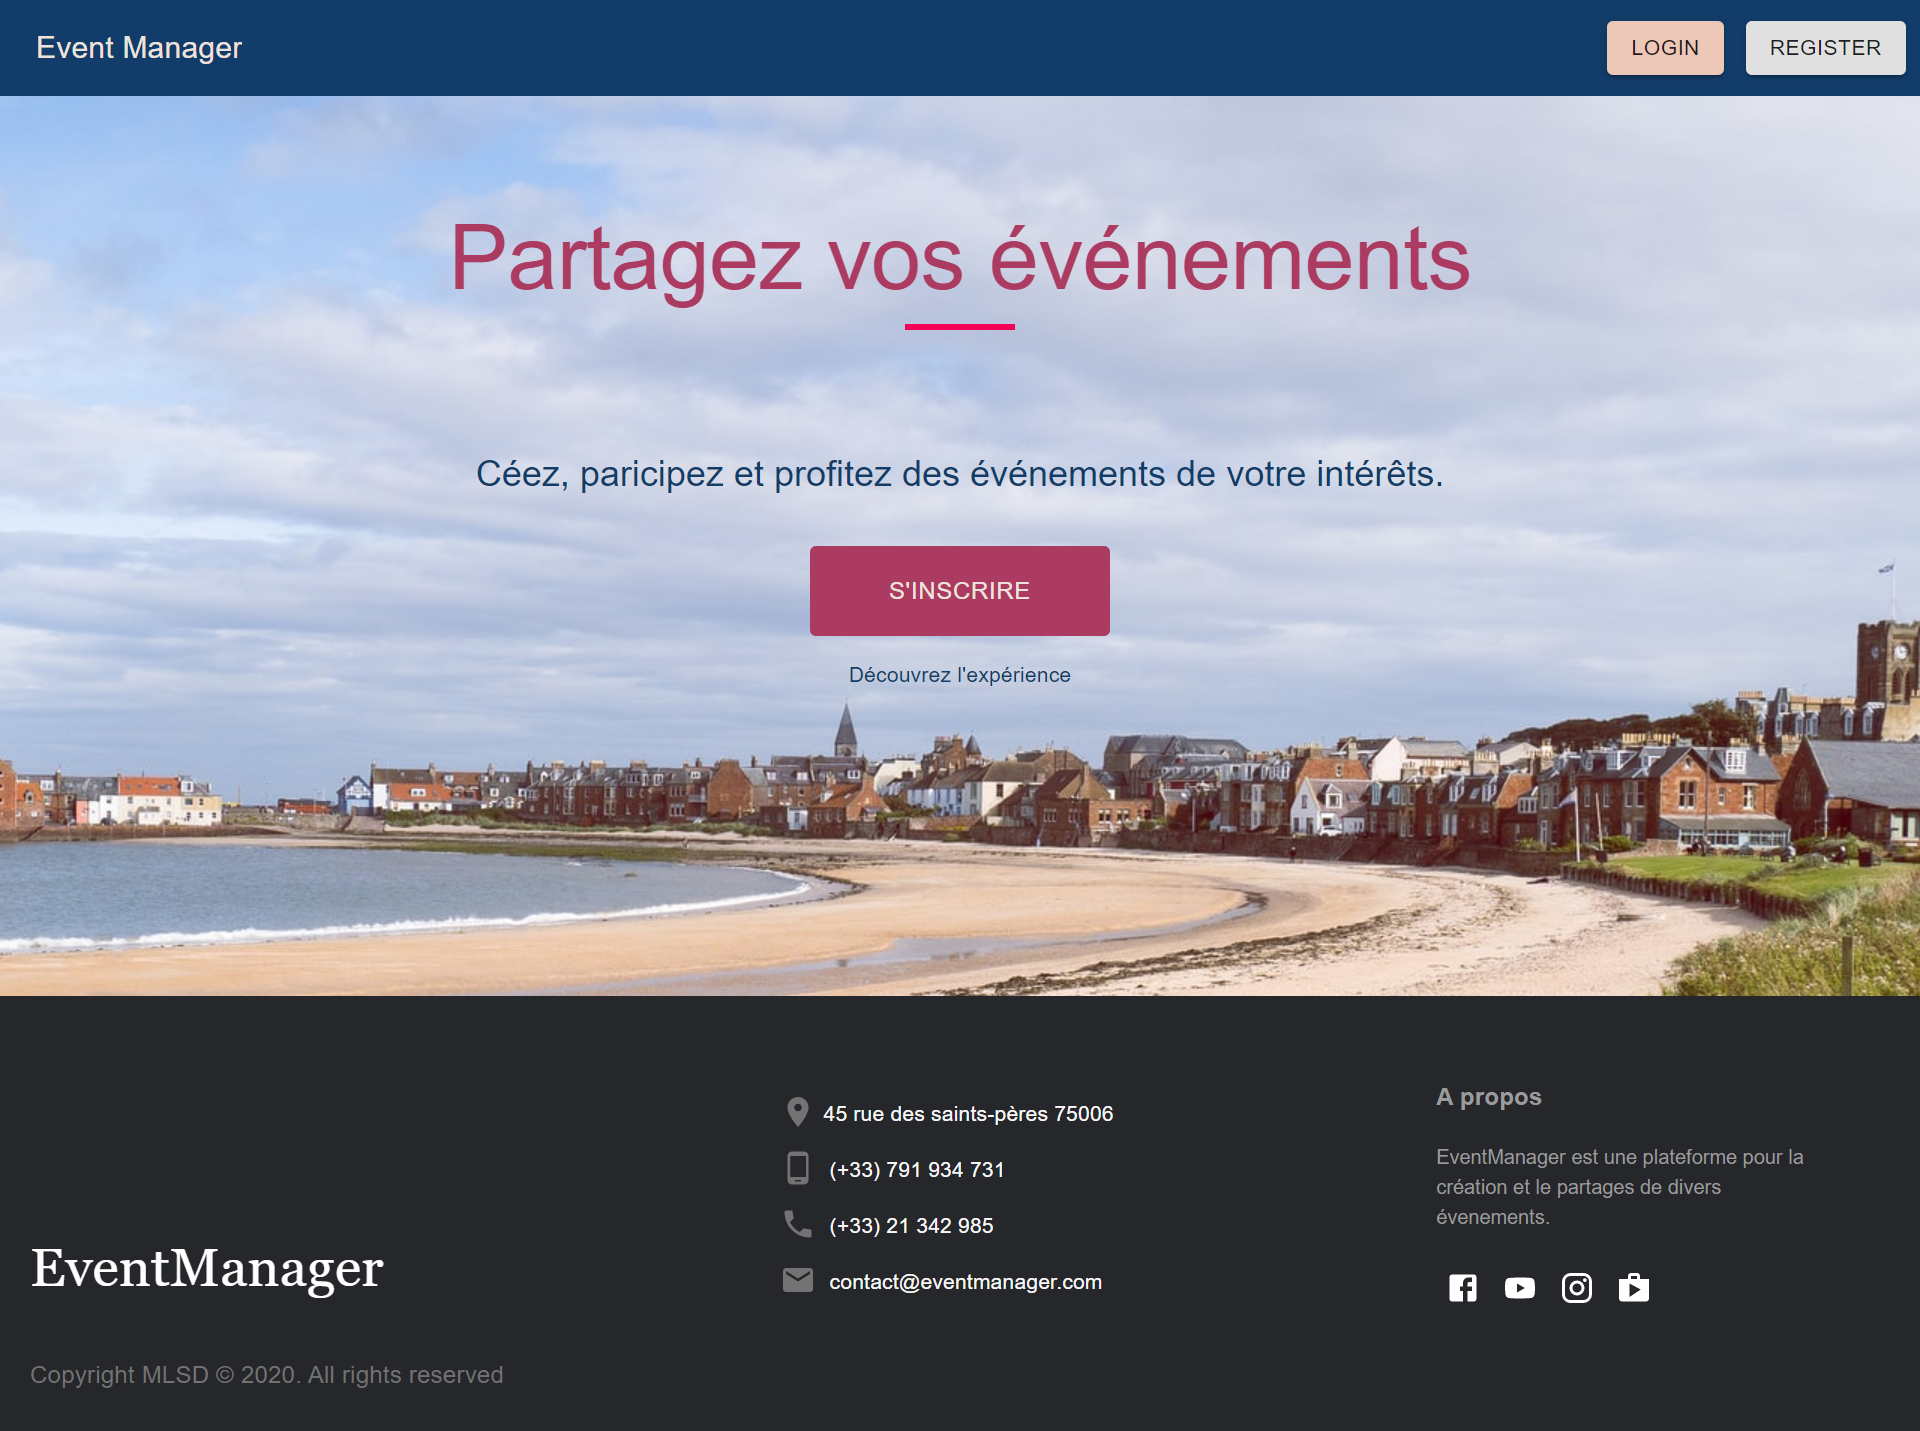 Event Manager
LOGIN
REGISTER
Partagez vos événements
Céez, paricipez et profitez des événements de votre intérêts.
S'INSCRIRE
Découvrez l'expérience
EventManager
Copyright MLSD © 2020. All rights reserved
45 rue des saints-pères 75006
(+33) 791 934 731
(+33) 21 342 985
contact@eventmanager.com
A propos
EventManager est une plateforme pour la
création et le partages de divers
évenements.